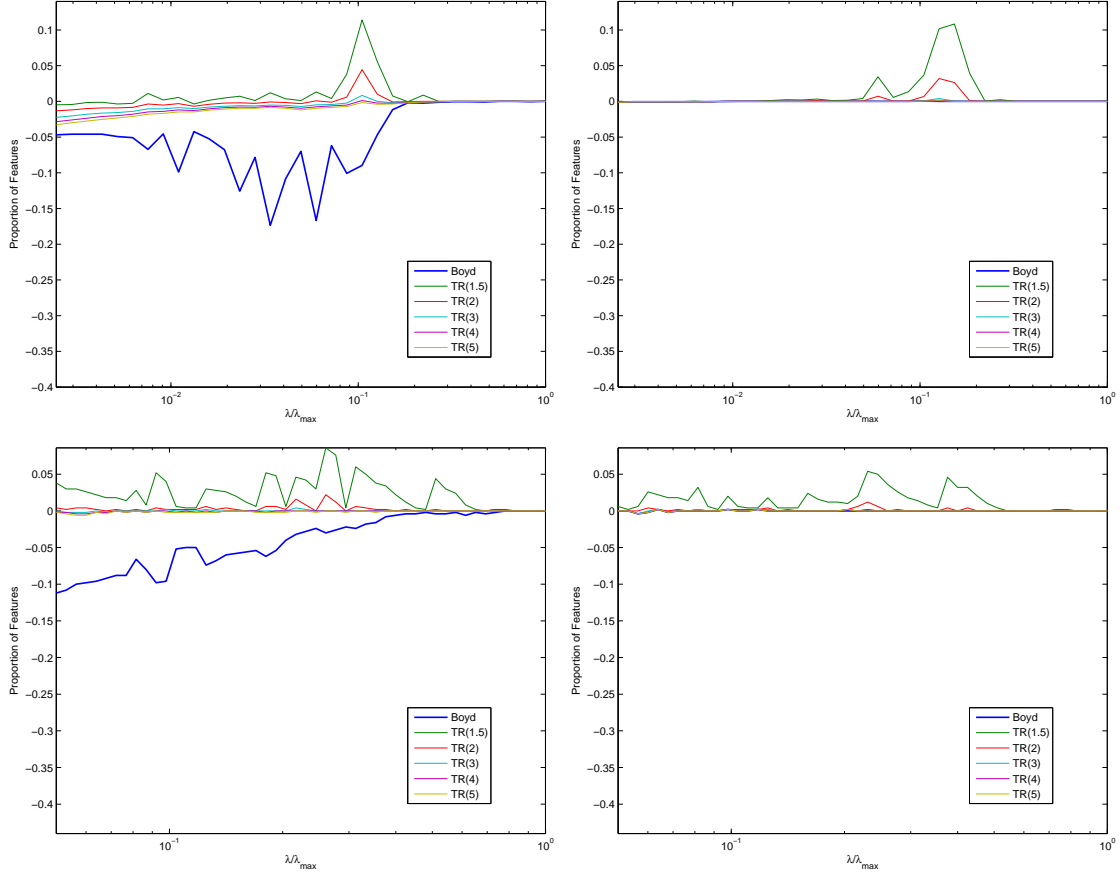 0.1
0.05
0
−0.05
−0.1
−0.15
−0.2
−0.25
−0.3
−0.35
−0.4
Proportion of Features
10⁻²
10⁻¹
10⁰
λ/λmax
Boyd
TR(1.5)
TR(2)
TR(3)
TR(4)
TR(5)
0.1
0.05
0
−0.05
−0.1
−0.15
−0.2
−0.25
−0.3
−0.35
−0.4
Proportion of Features
10⁻²
10⁻¹
10⁰
λ/λmax
Boyd
TR(1.5)
TR(2)
TR(3)
TR(4)
TR(5)
0.05
0
−0.05
−0.1
−0.15
−0.2
−0.25
−0.3
−0.35
−0.4
Proportion of Features
10⁻¹
10⁰
λ/λmax
Boyd
TR(1.5)
TR(2)
TR(3)
TR(4)
TR(5)
0.05
0
−0.05
−0.1
−0.15
−0.2
−0.25
−0.3
−0.35
−0.4
Proportion of Features
10⁻¹
10⁰
λ/λmax
Boyd
TR(1.5)
TR(2)
TR(3)
TR(4)
TR(5)